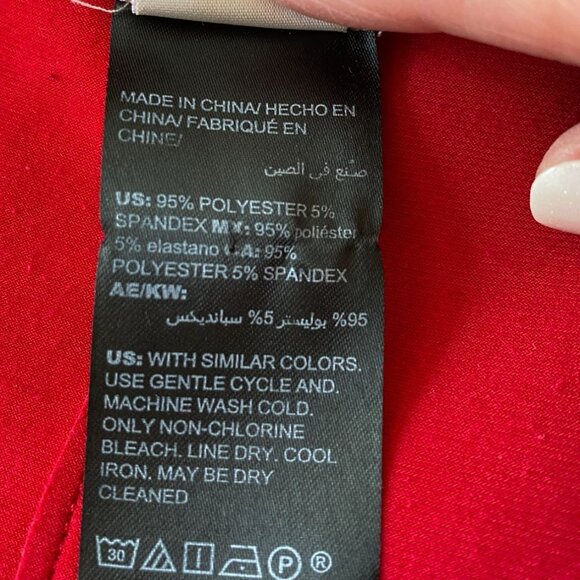 MADE IN CHINA/ HECHO EN
CHINA/ FABRIQUÉ EN
CHINE/
صنع في الصين
US: 95% POLYESTER 5%
SPANDEX MX: 95% poliéster
5% elastano CA: 95%
POLYESTER 5% SPANDEX
AE/KW:
95% بوليستر 5% سبانديكس
US: WITH SIMILAR COLORS.
USE GENTLE CYCLE AND.
MACHINE WASH COLD.
ONLY NON-CHLORINE
BLEACH. LINE DRY. COOL
IRON. MAY BE DRY
CLEANED
30 P ®